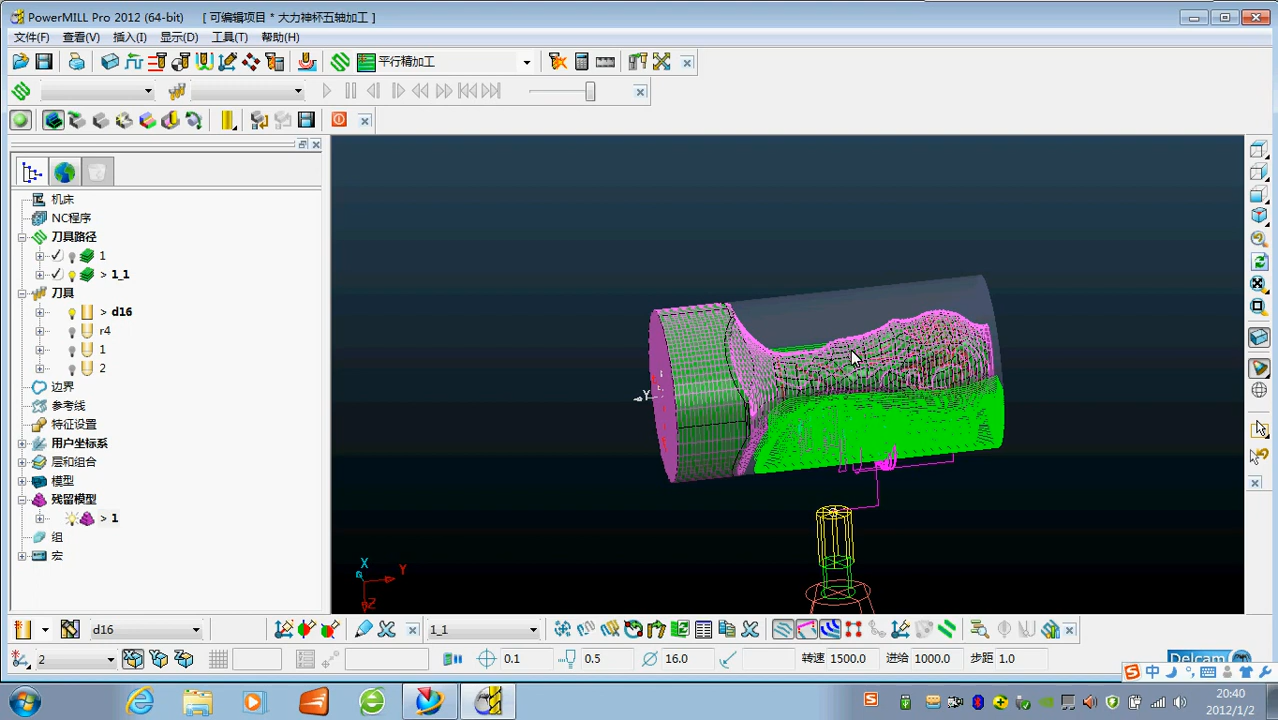 PowerMILL Pro 2012 (64-bit) [ 可编辑项目 * 大力神杯五轴加工 ]
文件(F) 查看(V) 插入(I) 显示(D) 工具(T) 帮助(H)
平行精加工
机床
NC程序
刀具路径
1
> 1_1
刀具
> d16
r4
1
2
边界
参考线
特征设置
用户坐标系
层和组合
模型
残留模型
> 1
组
宏
Y
X
Y
Z
d16 1_1
2 0.1 0.5 16.0 转速 1500.0 进给 1000.0 步距 1.0
Delcam
中
20:40
2012/1/2